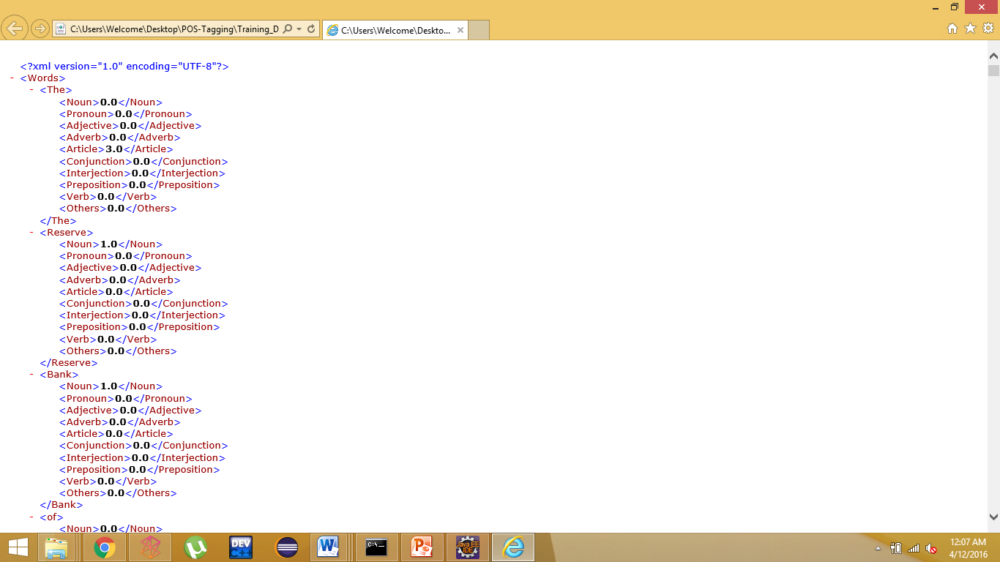 C:\Users\Welcome\Desktop\POS-Tagging\Training_D
C:\Users\Welcome\Deskto...
<?xml version="1.0" encoding="UTF-8"?>
- <Words>
- <The>
<Noun>0.0</Noun>
<Pronoun>0.0</Pronoun>
<Adjective>0.0</Adjective>
<Adverb>0.0</Adverb>
<Article>3.0</Article>
<Conjunction>0.0</Conjunction>
<Interjection>0.0</Interjection>
<Preposition>0.0</Preposition>
<Verb>0.0</Verb>
<Others>0.0</Others>
</The>
- <Reserve>
<Noun>1.0</Noun>
<Pronoun>0.0</Pronoun>
<Adjective>0.0</Adjective>
<Adverb>0.0</Adverb>
<Article>0.0</Article>
<Conjunction>0.0</Conjunction>
<Interjection>0.0</Interjection>
<Preposition>0.0</Preposition>
<Verb>0.0</Verb>
<Others>0.0</Others>
</Reserve>
- <Bank>
<Noun>1.0</Noun>
<Pronoun>0.0</Pronoun>
<Adjective>0.0</Adjective>
<Adverb>0.0</Adverb>
<Article>0.0</Article>
<Conjunction>0.0</Conjunction>
<Interjection>0.0</Interjection>
<Preposition>0.0</Preposition>
<Verb>0.0</Verb>
<Others>0.0</Others>
</Bank>
- <of>
<Noun>0.0</Noun>
DEV
C++
C:\_
Java EE
IDE
12:07 AM
4/12/2016